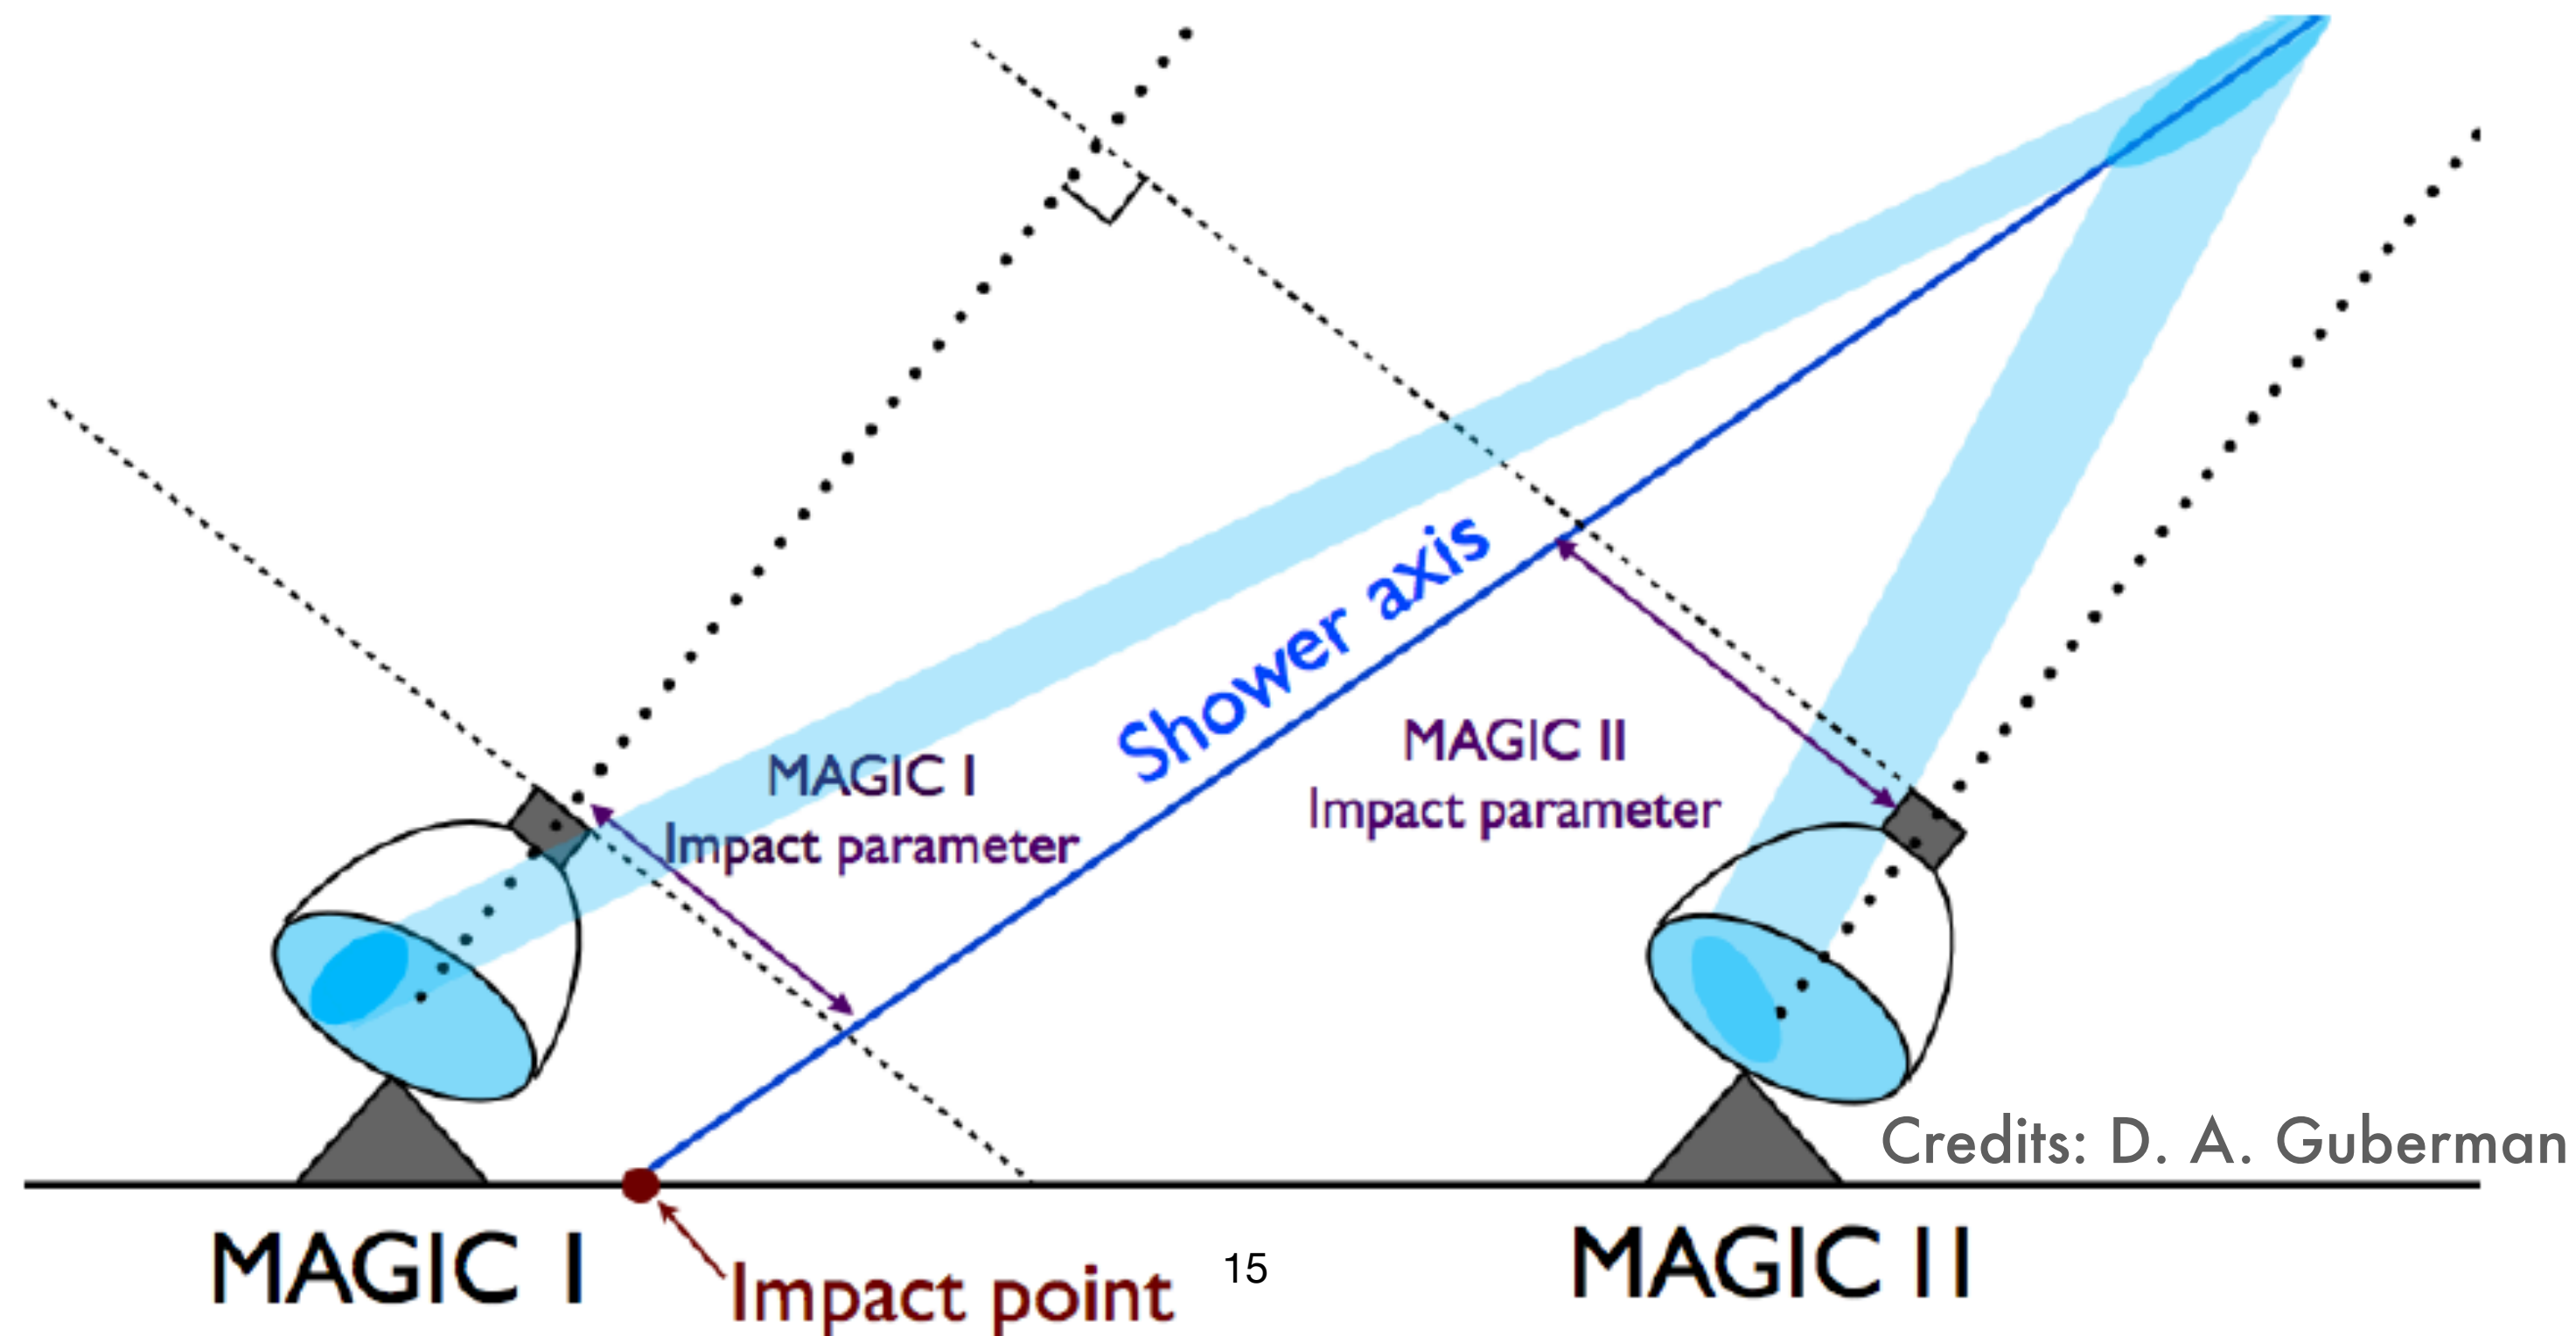 Shower axis
MAGIC I
Impact parameter
MAGIC II
Impact parameter
Credits: D. A. Guberman
MAGIC I
Impact point
15
MAGIC II